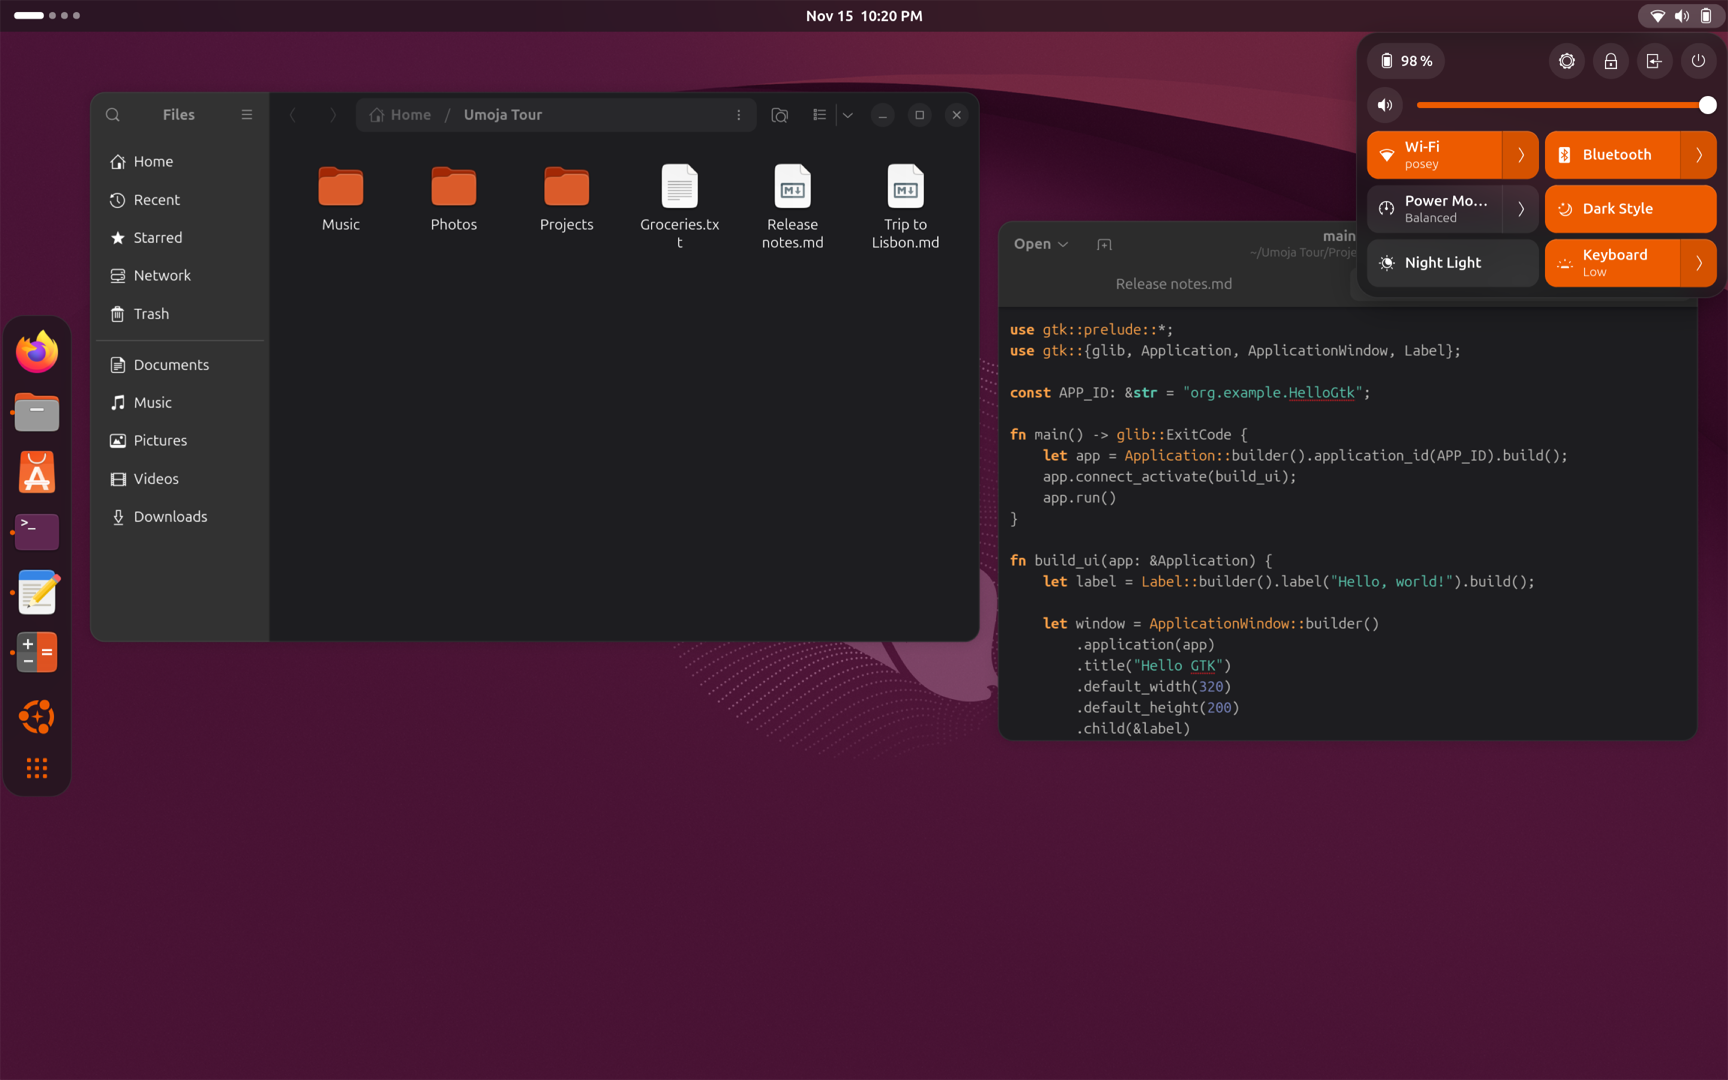 Nov 15 10:20 PM
98 %
Wi-Fi
posey
Bluetooth
Power Mo...
Balanced
Dark Style
Night Light
Keyboard
Low
Files
Home / Umoja Tour
Home
Recent
Starred
Network
Trash
Documents
Music
Pictures
Videos
Downloads
Music
Photos
Projects
Groceries.tx
t
Release
notes.md
Trip to
Lisbon.md
Open
main
~/Umoja Tour/Proje
Release notes.md
use gtk::prelude::*;
use gtk::{glib, Application, ApplicationWindow, Label};
const APP_ID: &str = "org.example.HelloGtk";
fn main() -> glib::ExitCode {
let app = Application::builder().application_id(APP_ID).build();
app.connect_activate(build_ui);
app.run()
}
fn build_ui(app: &Application) {
let label = Label::builder().label("Hello, world!").build();
let window = ApplicationWindow::builder()
.application(app)
.title("Hello GTK")
.default_width(320)
.default_height(200)
.child(&label)